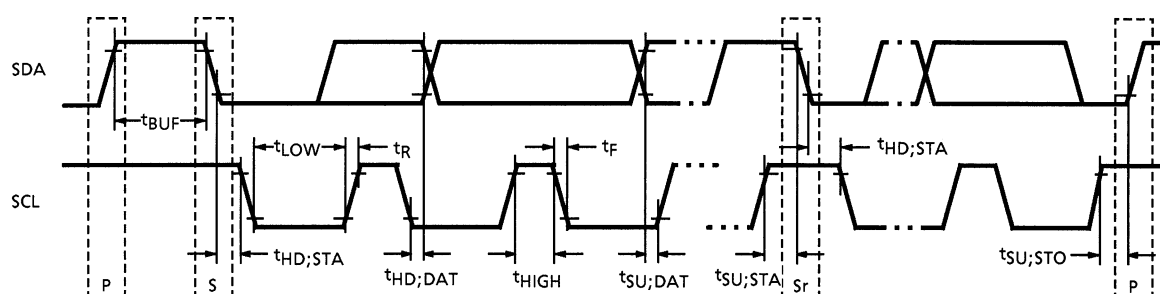 SDA
tBUF
tLOW
tR
tF
tHD;STA
SCL
tHD;STA
tHD;DAT
tHIGH
tSU;DAT
tSU;STA
tSU;STO
P
S
Sr
P